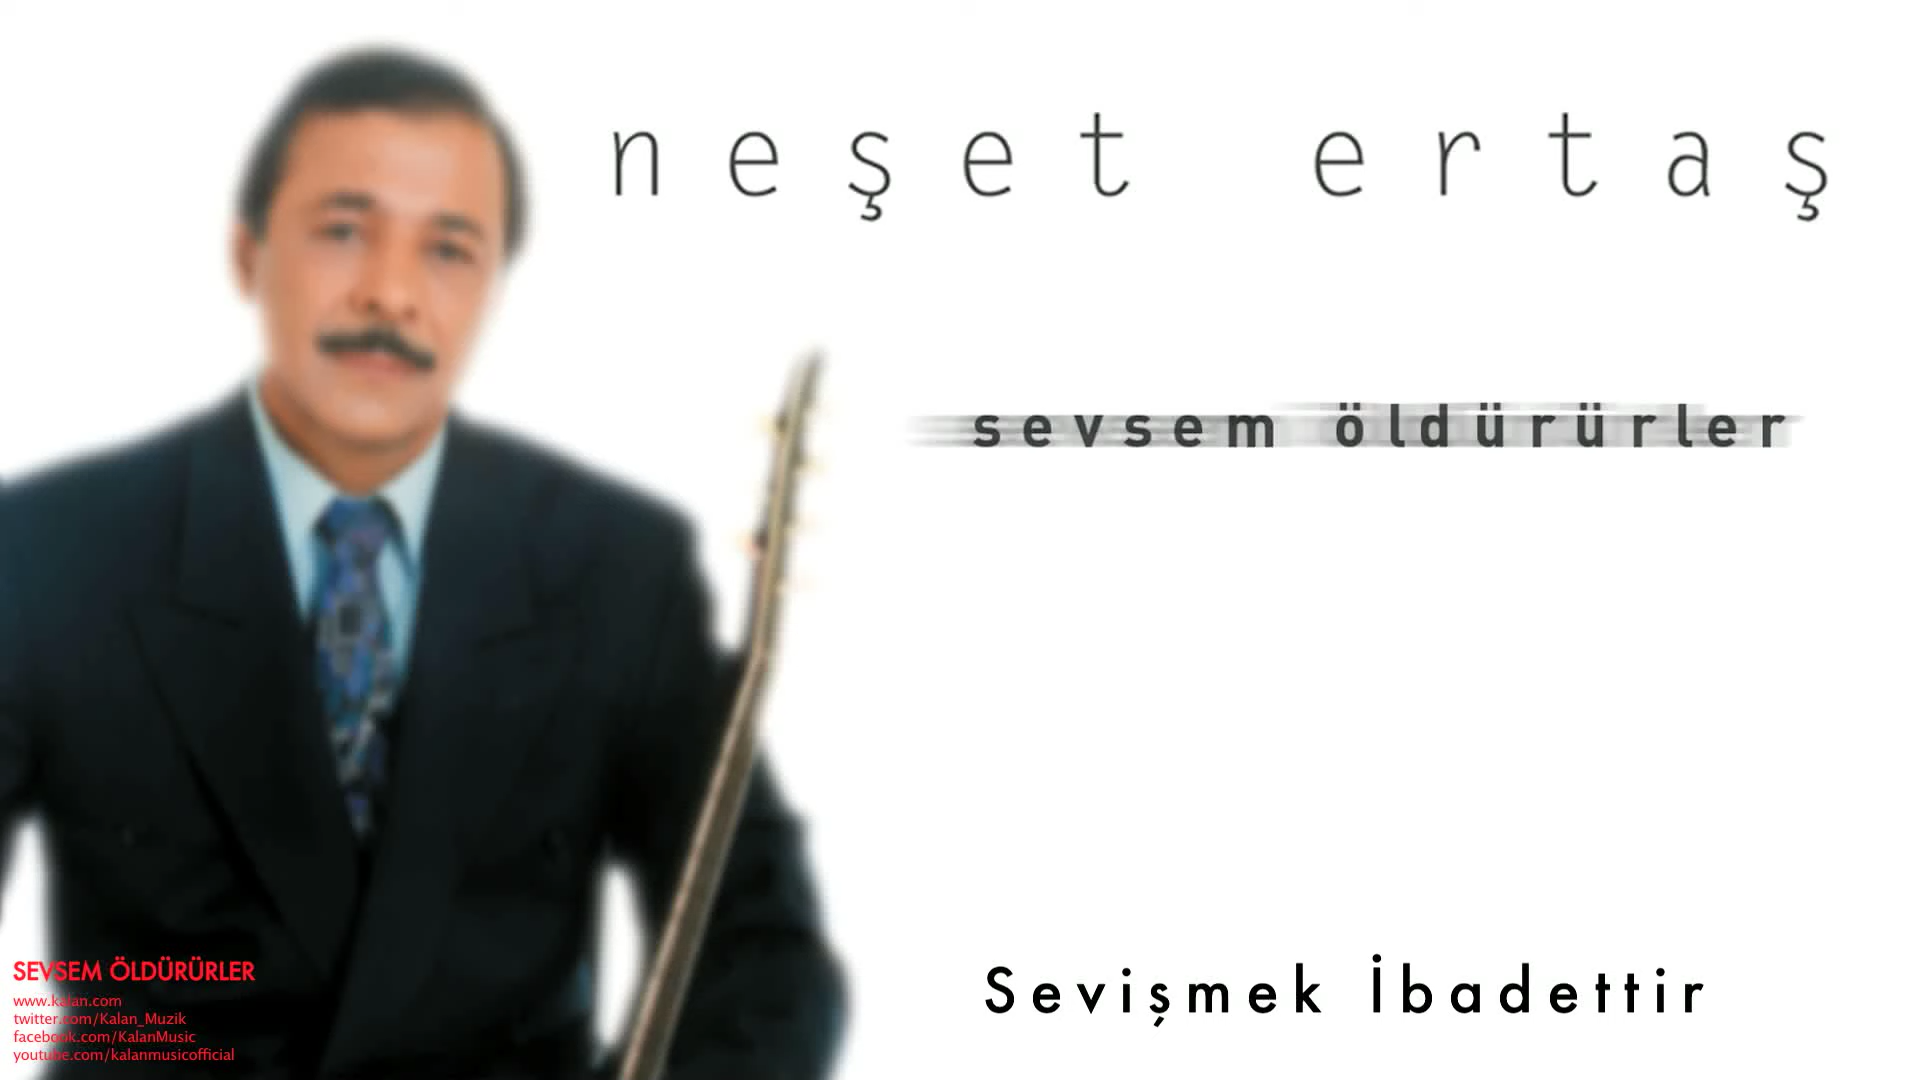 neşet ertaş
sevsem öldürürler
Sevişmek İbadettir
SEVSEM ÖLDÜRÜRLER
www.kalan.com
twitter.com/Kalan_Muzik
facebook.com/KalanMusic
youtube.com/kalanmusicofficial